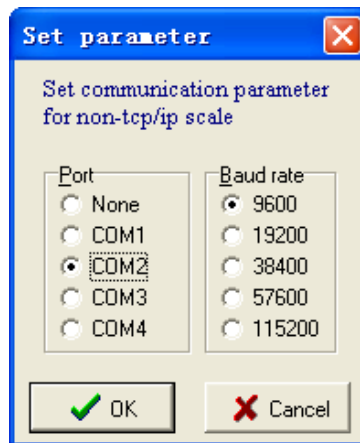 Set parameter
Set communication parameter
for non-tcp/ip scale
Port
None
COM1
COM2
COM3
COM4
Baud rate
9600
19200
38400
57600
115200
OK
Cancel